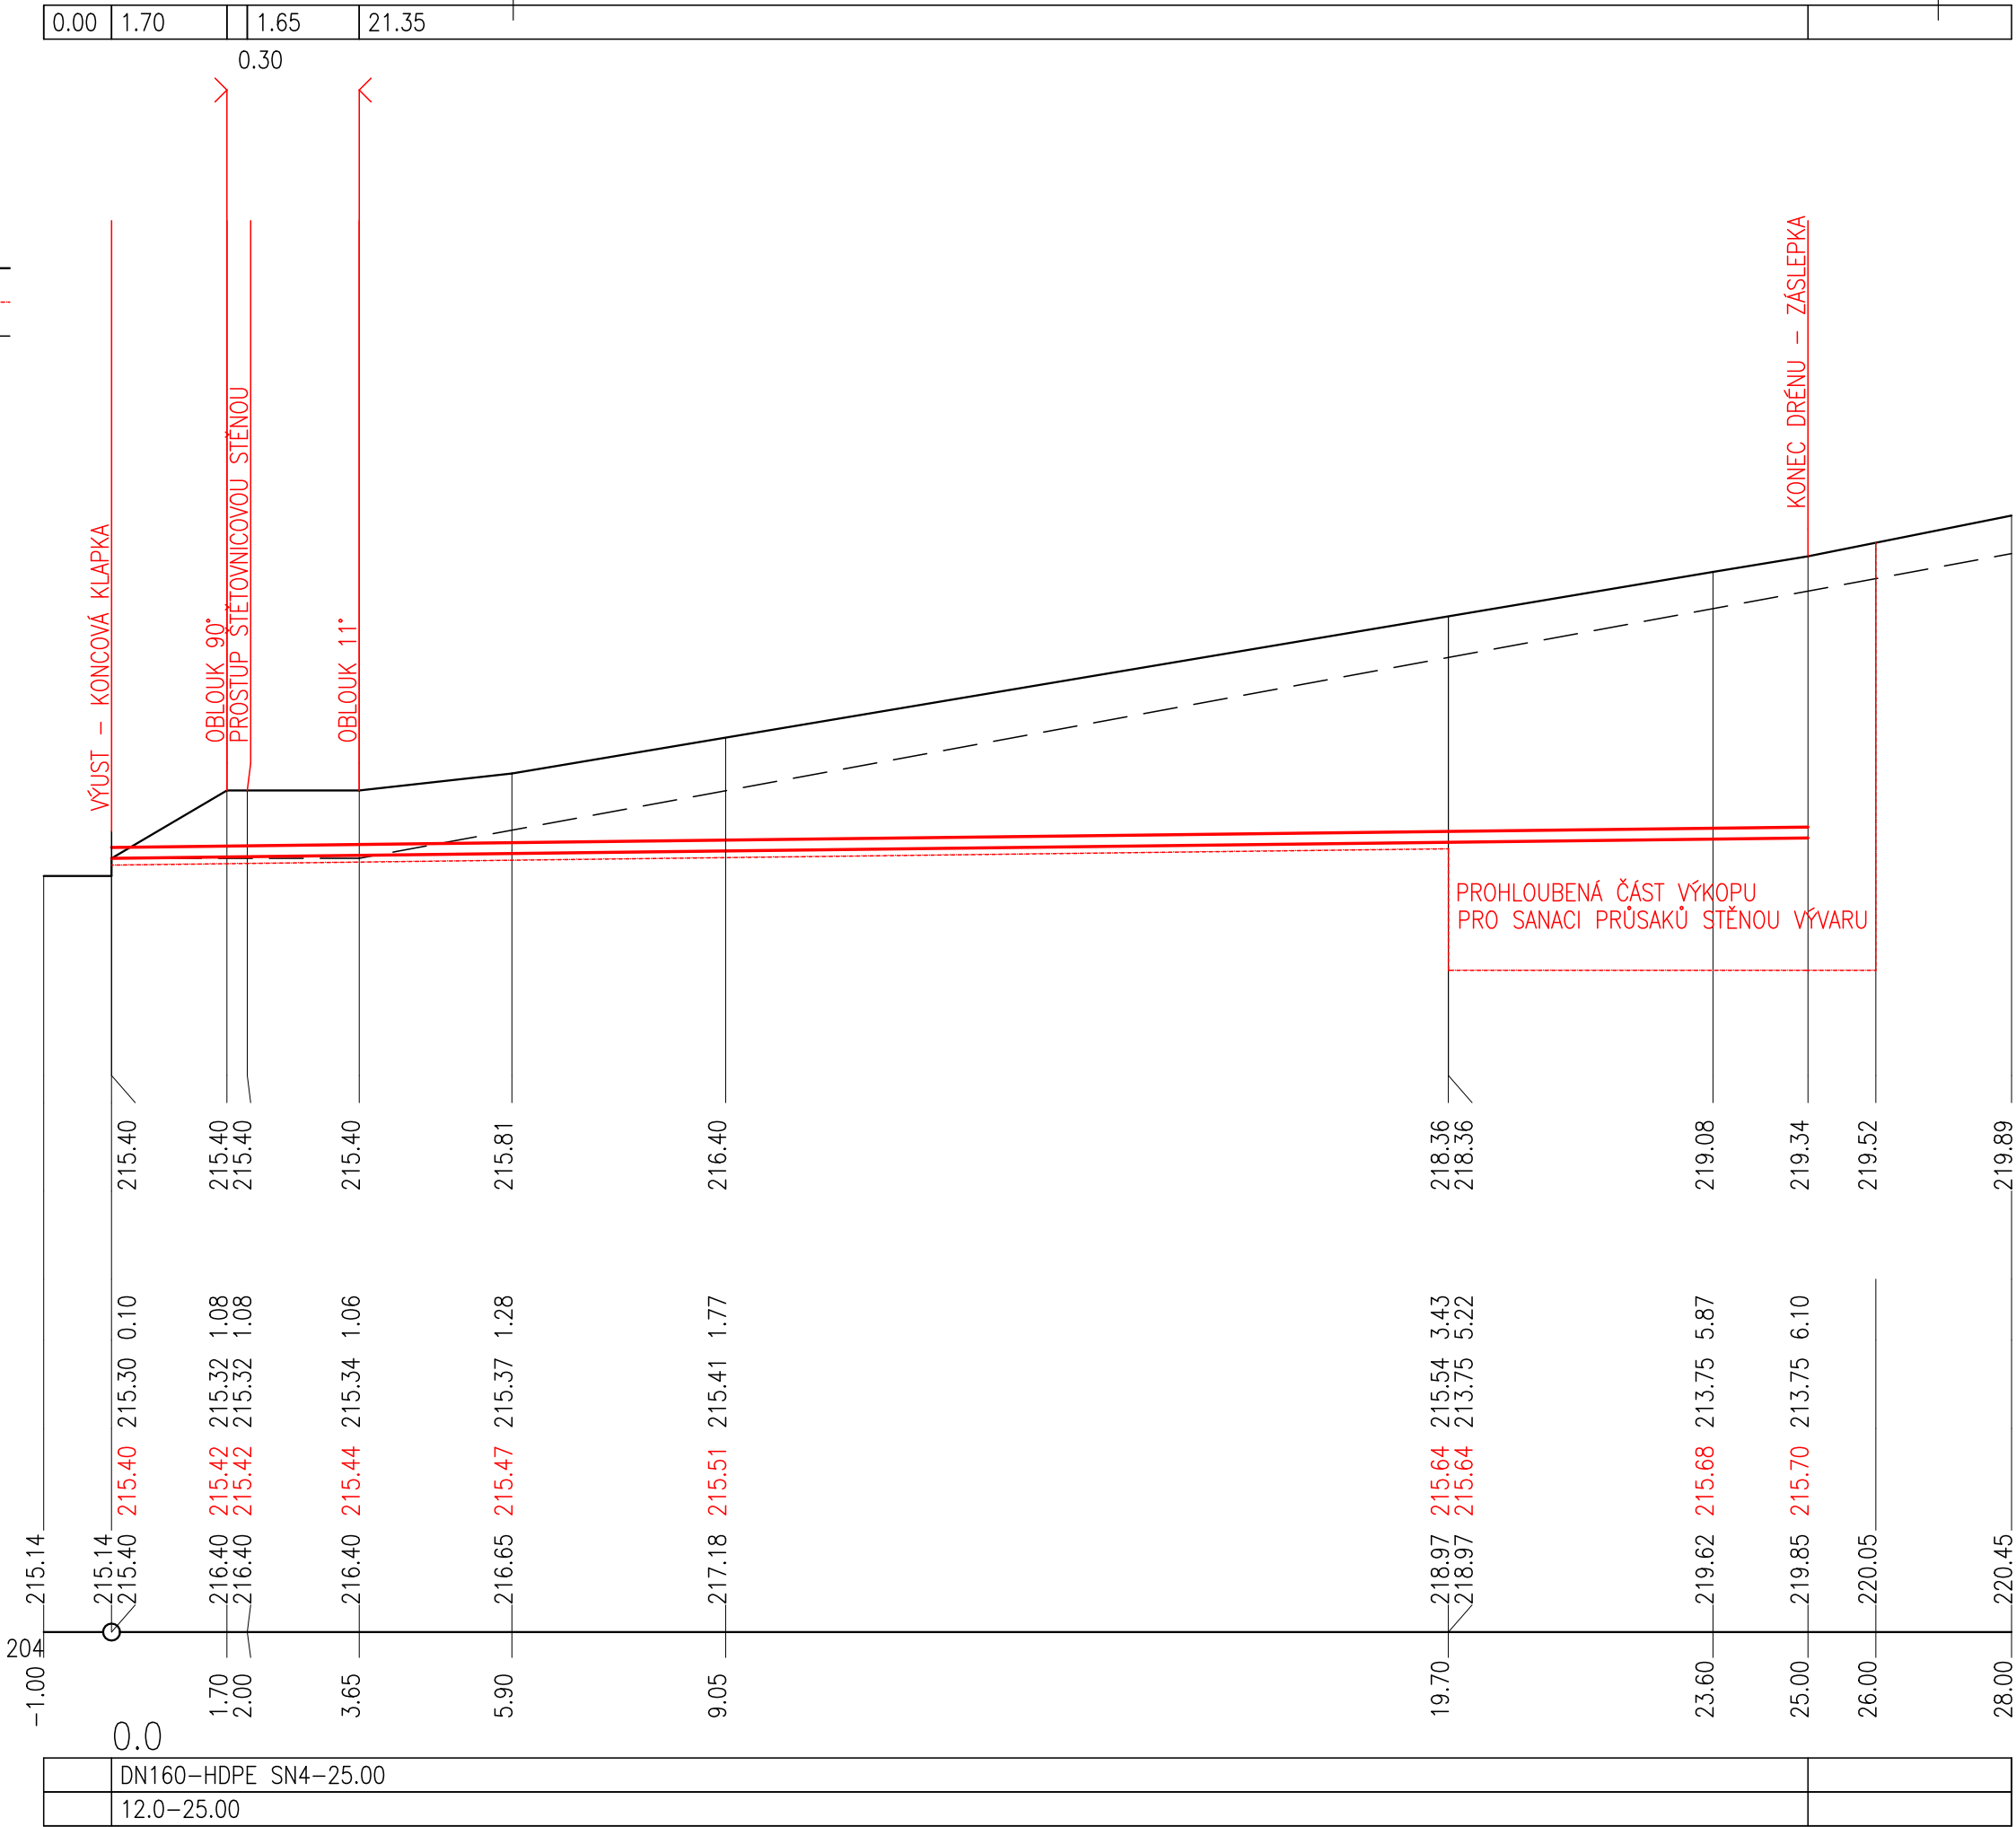 0.00 1.70 1.65 21.35
0.30
VÝUST – KONCOVÁ KLAPKA
OBLOUK 90°
PROSTUP ŠTĚTOVNICOVOU STĚNOU
OBLOUK 11°
KONEC DRÉNU – ZÁSLEPKA
PROHLOUBENÁ ČÁST VÝKOPU
PRO SANACI PRŮSAKŮ STĚNOU VÝVARU
215.40 215.40 215.40 215.40 215.81 216.40 218.36 218.36 219.08 219.34 219.52 219.89
0.10 1.08 1.08 1.06 1.28 1.77 3.43 5.22 5.87 6.10
215.30 215.32 215.32 215.34 215.37 215.41 215.54 213.75 213.75 213.75
215.40 215.42 215.42 215.44 215.47 215.51 215.64 215.64 215.68 215.70
215.14 215.14 215.40 216.40 216.40 216.40 216.65 217.18 218.97 218.97 219.62 219.85 220.05 220.45
204
-1.00 1.70 2.00 3.65 5.90 9.05 19.70 23.60 25.00 26.00 28.00
0.0
DN160–HDPE SN4–25.00
12.0–25.00